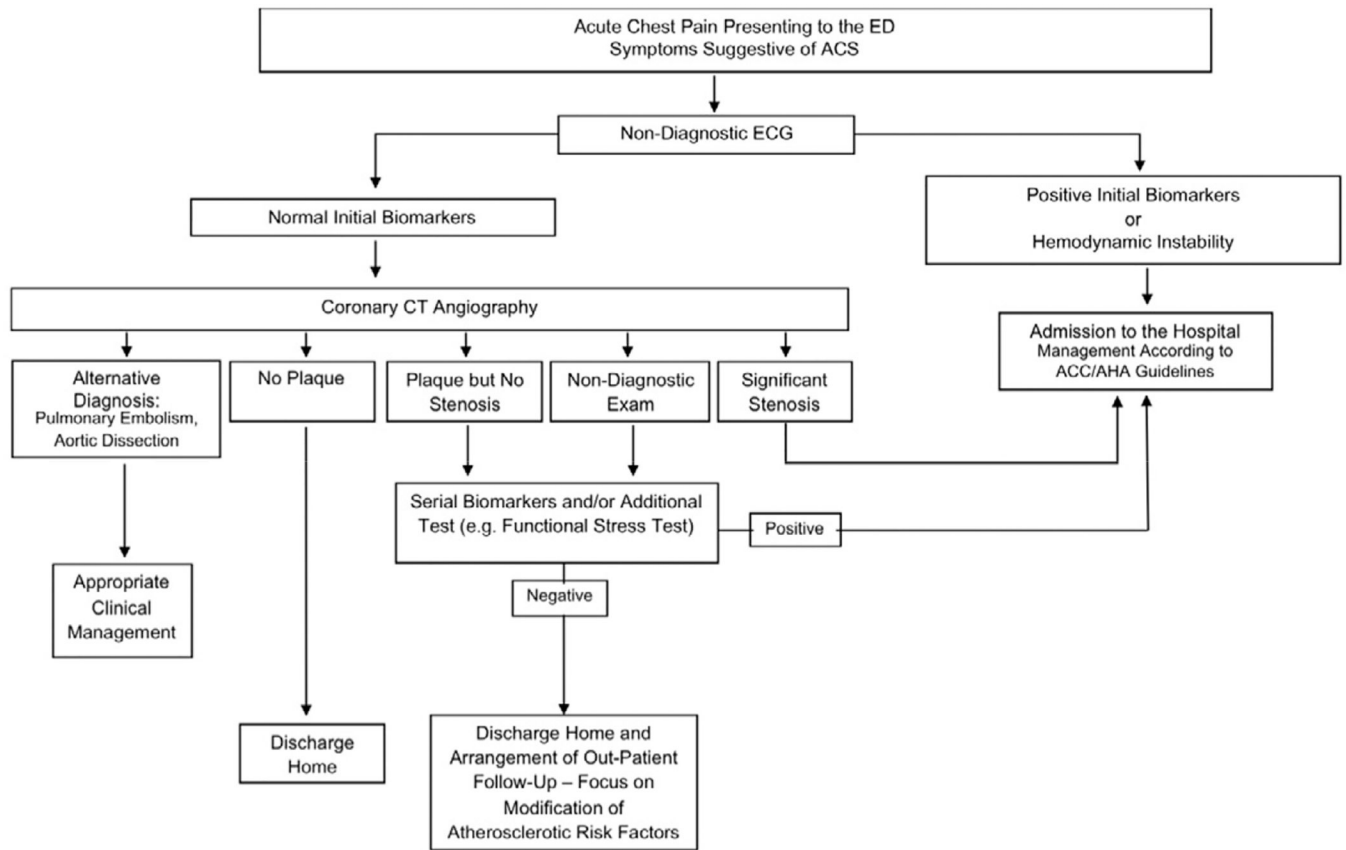 Acute Chest Pain Presenting to the ED
Symptoms Suggestive of ACS
Non-Diagnostic ECG
Normal Initial Biomarkers
Positive Initial Biomarkers
or
Hemodynamic Instability
Coronary CT Angiography
Admission to the Hospital
Management According to
ACC/AHA Guidelines
Alternative
Diagnosis:
Pulmonary Embolism,
Aortic Dissection
No Plaque
Plaque but No
Stenosis
Non-Diagnostic
Exam
Significant
Stenosis
Serial Biomarkers and/or Additional
Test (e.g. Functional Stress Test)
Positive
Negative
Appropriate
Clinical
Management
Discharge
Home
Discharge Home and
Arrangement of Out-Patient
Follow-Up – Focus on
Modification of
Atherosclerotic Risk Factors